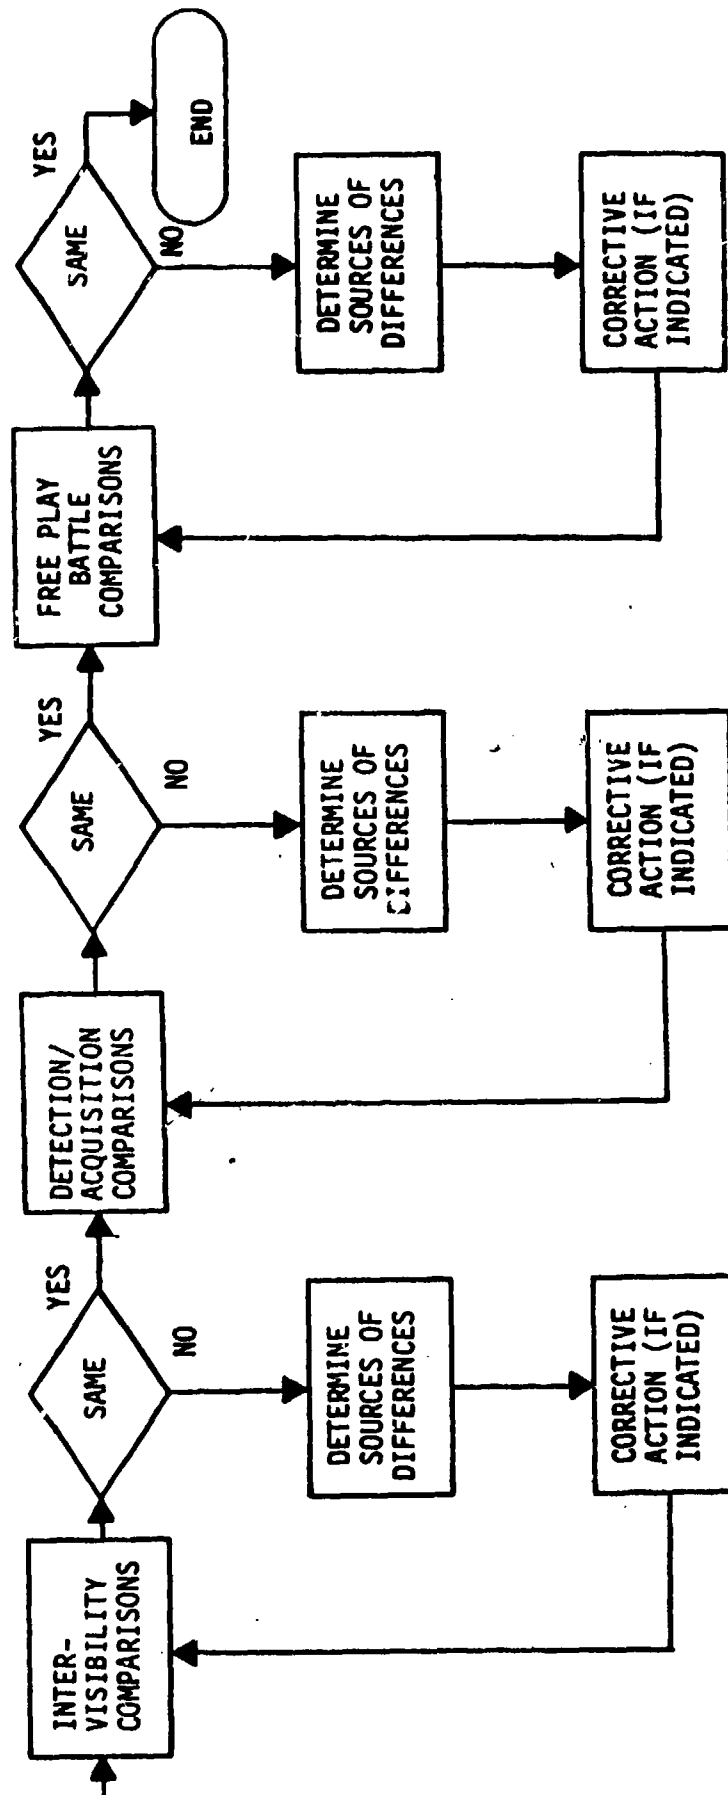 INTER-
VISIBILITY
COMPARISONS
SAME
YES
NO
DETERMINE
SOURCES OF
DIFFERENCES
CORRECTIVE
ACTION (IF
INDICATED)
DETECTION/
ACQUISITION
COMPARISONS
SAME
YES
NO
DETERMINE
SOURCES OF
DIFFERENCES
CORRECTIVE
ACTION (IF
INDICATED)
FREE PLAY
BATTLE
COMPARISONS
SAME
YES
NO
END
DETERMINE
SOURCES OF
DIFFERENCES
CORRECTIVE
ACTION (IF
INDICATED)